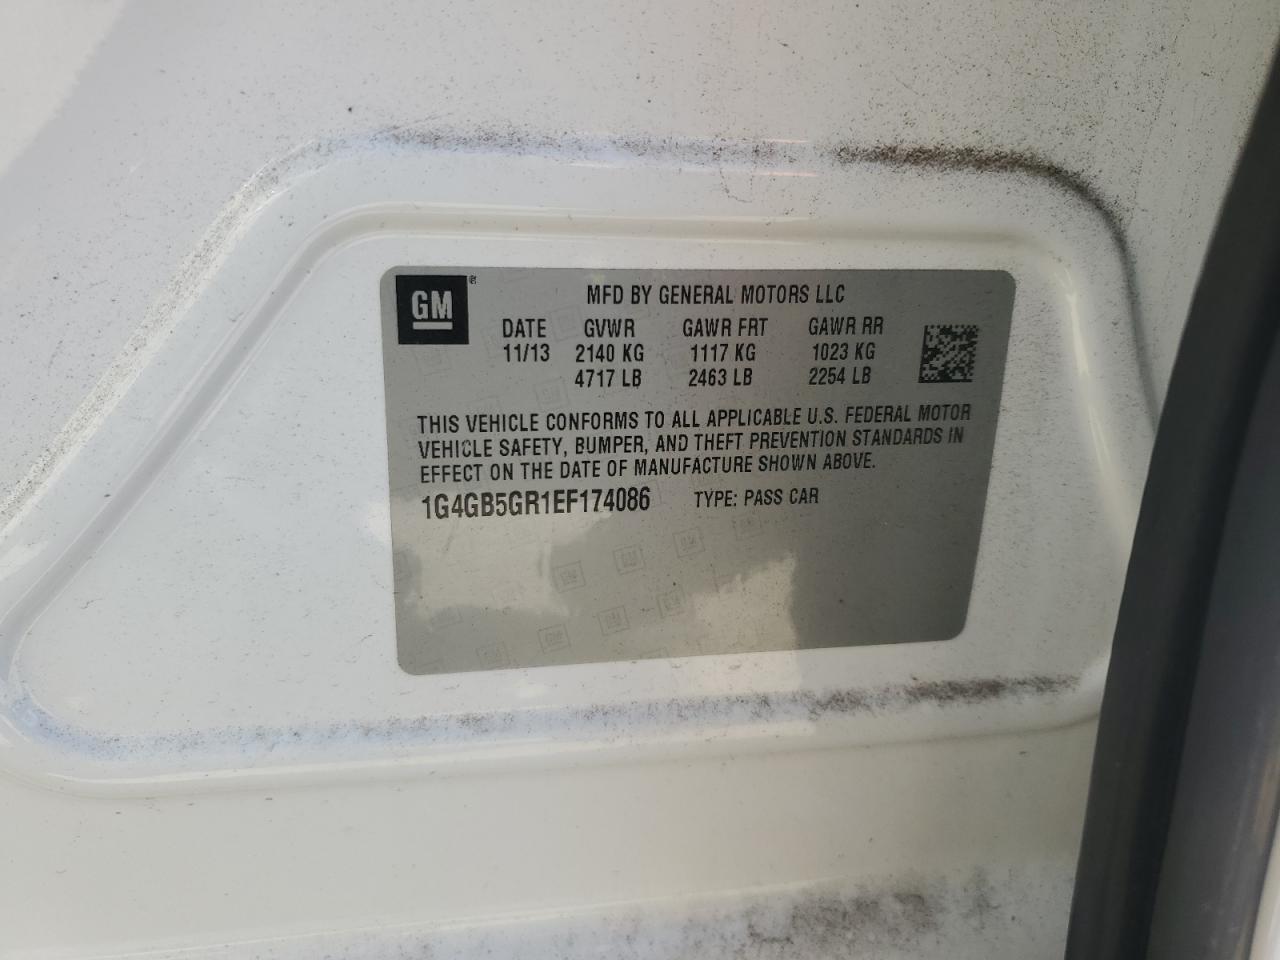 GM ®
MFD BY GENERAL MOTORS LLC
DATE GVWR GAWR FRT GAWR RR
11/13 2140 KG 1117 KG 1023 KG
4717 LB 2463 LB 2254 LB
THIS VEHICLE CONFORMS TO ALL APPLICABLE U.S. FEDERAL MOTOR
VEHICLE SAFETY, BUMPER, AND THEFT PREVENTION STANDARDS IN
EFFECT ON THE DATE OF MANUFACTURE SHOWN ABOVE.
1G4GB5GR1EF174086 TYPE: PASS CAR